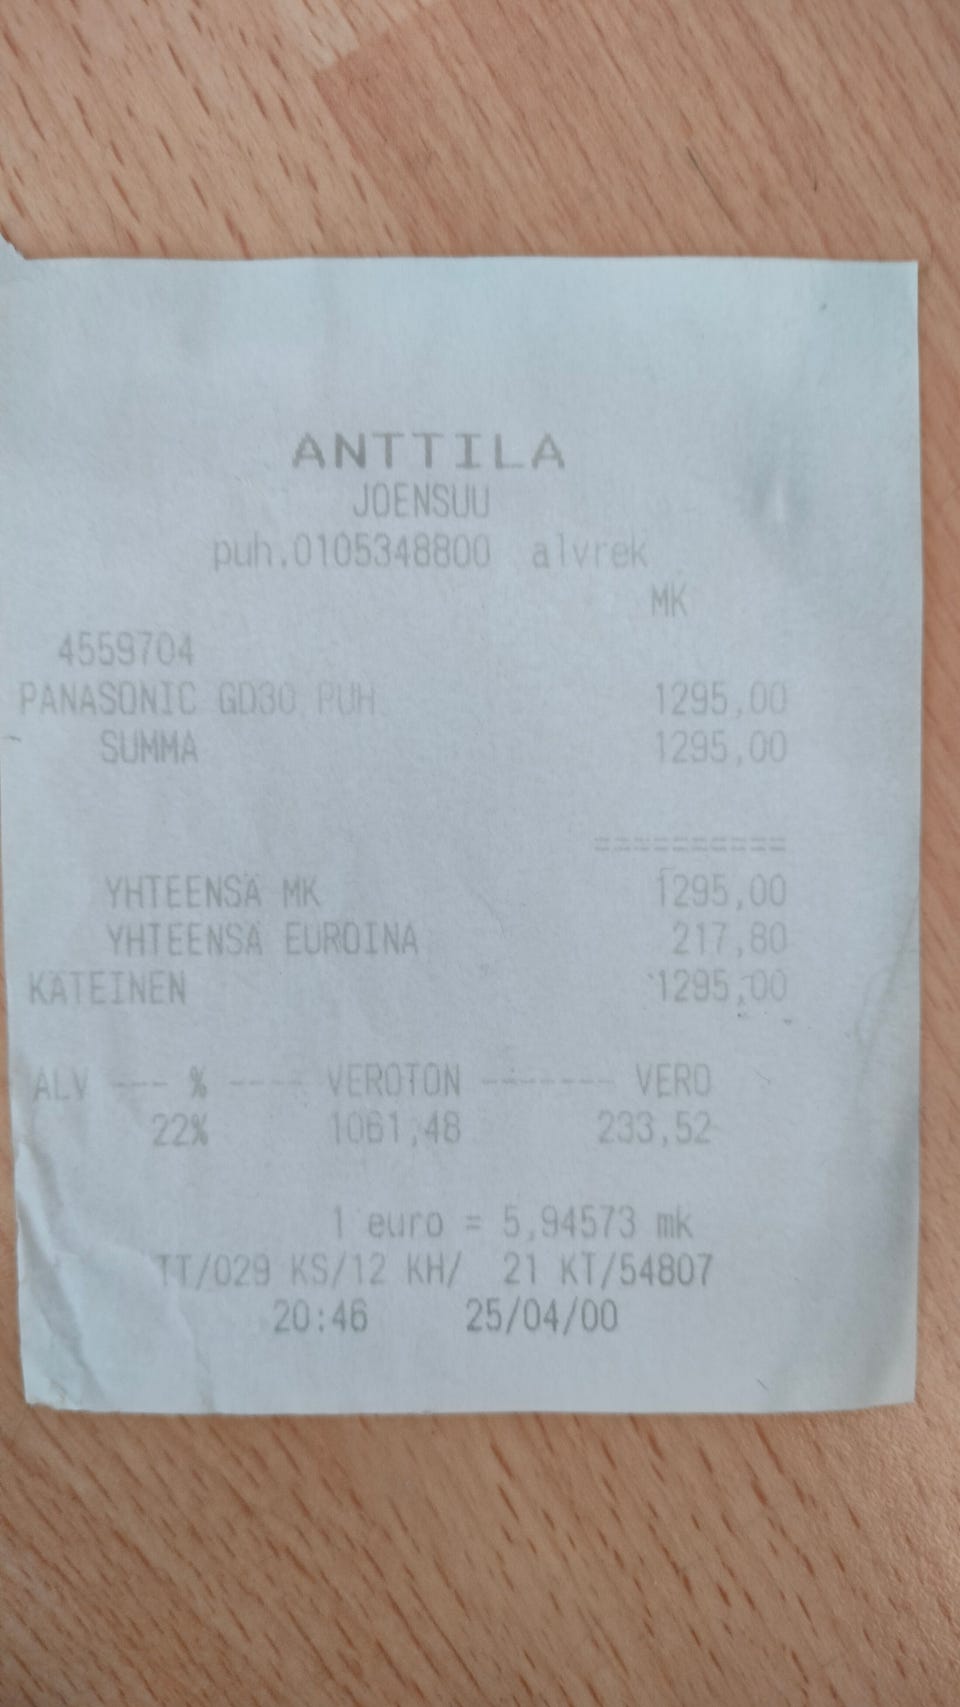 ANTTILA
JOENSUU
puh.0105348800 alvrek
MK
4559704
PANASONIC GD30 PUH 1295,00
SUMMA 1295,00
==========
YHTEENSÄ MK 1295,00
YHTEENSÄ EUROINA 217,80
KÄTEINEN 1295,00
ALV --- % ---- VEROTON ------- VERO
22% 1061,48 233,52
1 euro = 5,94573 mk
TT/029 KS/12 KH/ 21 KT/54807
20:46 25/04/00